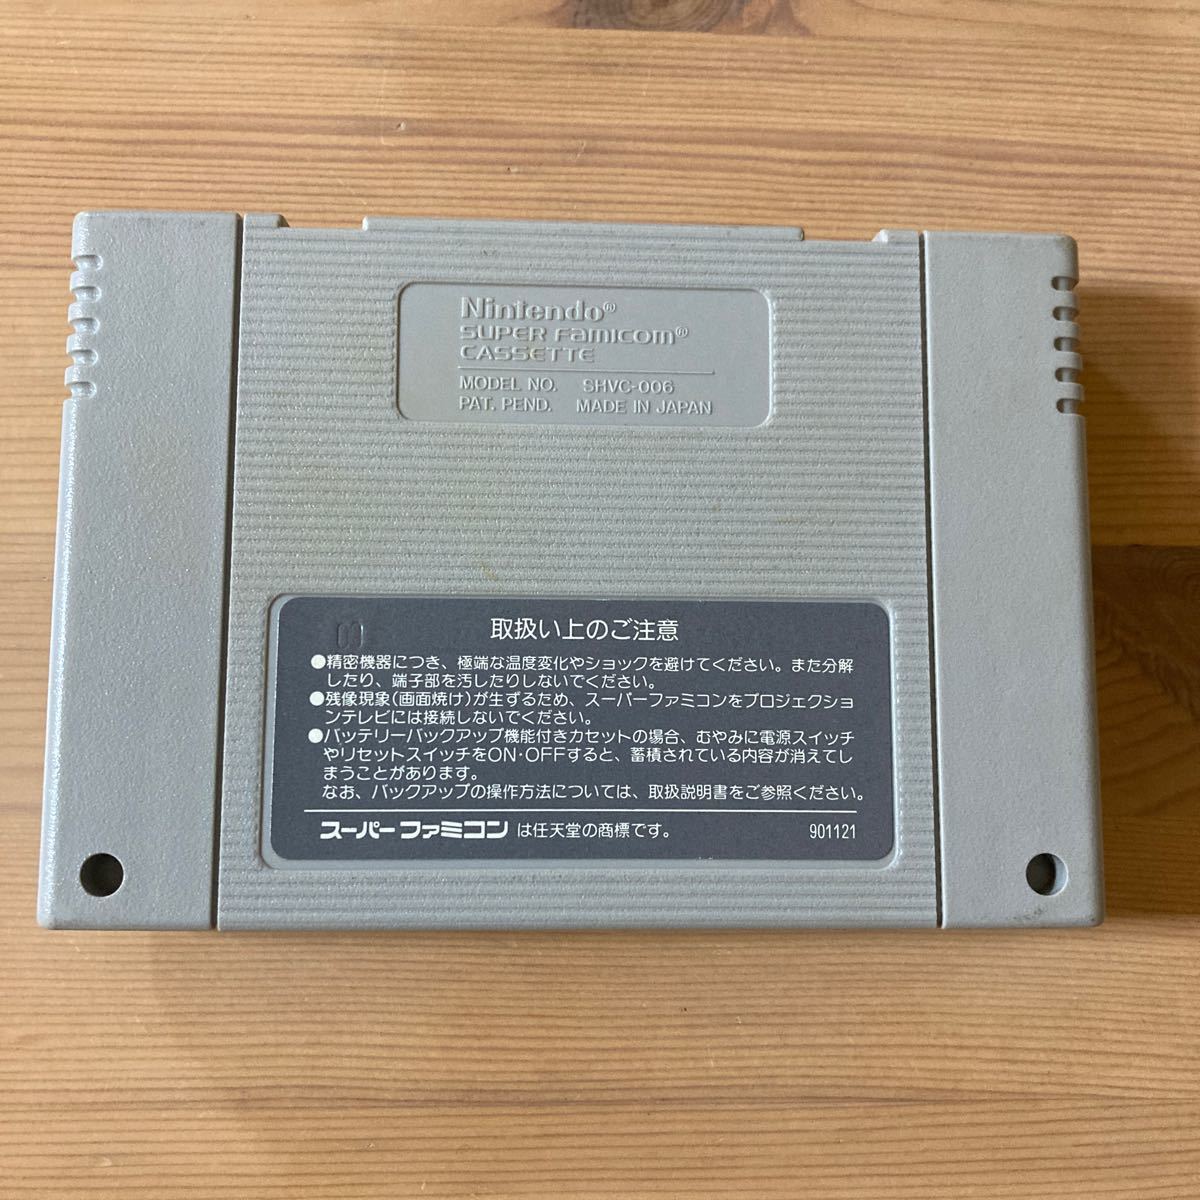 Nintendo®
SUPER FAMICOM®
CASSETTE
MODEL NO. SHVC-006
PAT. PEND. MADE IN JAPAN
取扱い上のご注意
●精密機器につき、極端な温度変化やショックを避けてください。また分解
したり、端子部を汚したりしないでください。
●残像現象(画面焼け)が生ずるため、スーパーファミコンをプロジェクショ
ンテレビには接続しないでください。
●バッテリーバックアップ機能付きカセットの場合、むやみに電源スイッチ
やリセットスイッチをON・OFFすると、蓄積されている内容が消えてし
まうことがあります。
なお、バックアップの操作方法については、取扱説明書をご参照ください。
スーパーファミコン は任天堂の商標です。 901121